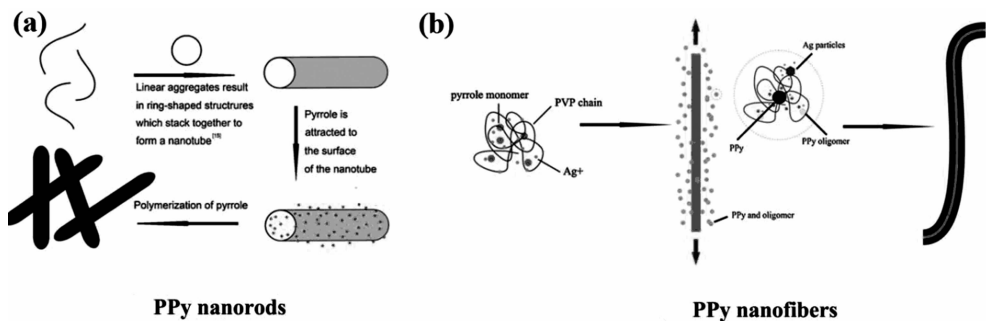 (a)
Linear aggregates result
in ring-shaped structrures
which stack together to
form a nanotube[15]
Pyrrole is
attracted to
the surface
of the nanotube
Polymerization of pyrrole
PPy nanorods
(b)
pyrrole monomer
PVP chain
Ag+
Ag particles
PPy
PPy oligomer
PPy and oligomer
PPy nanofibers